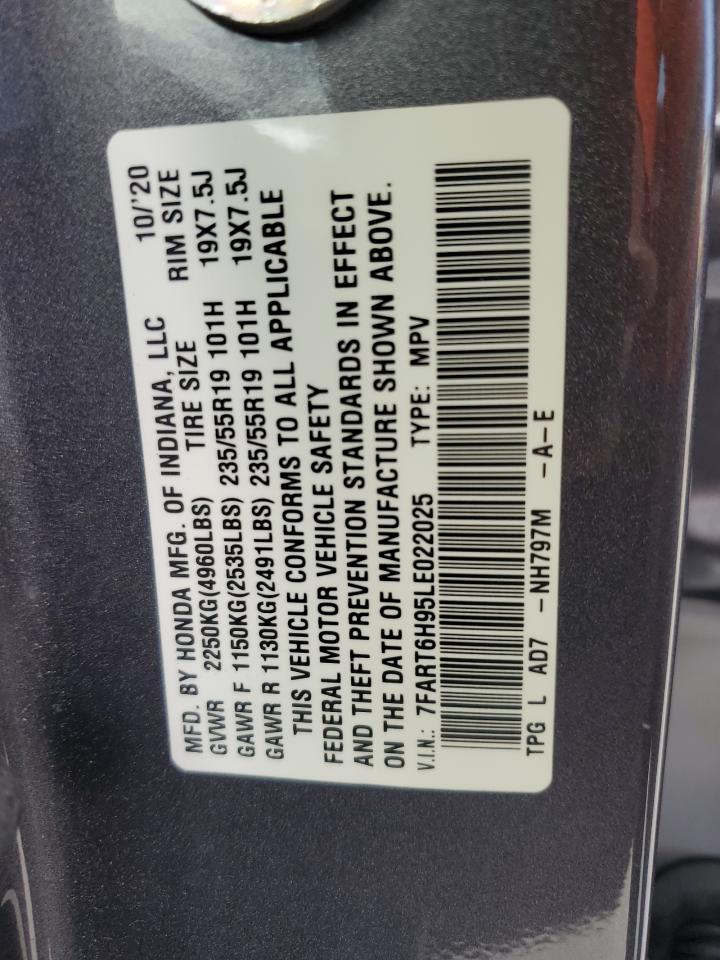 MFD. BY HONDA MFG. OF INDIANA, LLC 10/'20
GVWR 2250KG(4960LBS) TIRE SIZE RIM SIZE
GAWR F 1150KG(2535LBS) 235/55R19 101H 19X7.5J
GAWR R 1130KG(2491LBS) 235/55R19 101H 19X7.5J
THIS VEHICLE CONFORMS TO ALL APPLICABLE
FEDERAL MOTOR VEHICLE SAFETY
AND THEFT PREVENTION STANDARDS IN EFFECT
ON THE DATE OF MANUFACTURE SHOWN ABOVE.
V.I.N.: 7FART6H95LE022025 TYPE: MPV
TPG L AD7 -NH797M -A-E